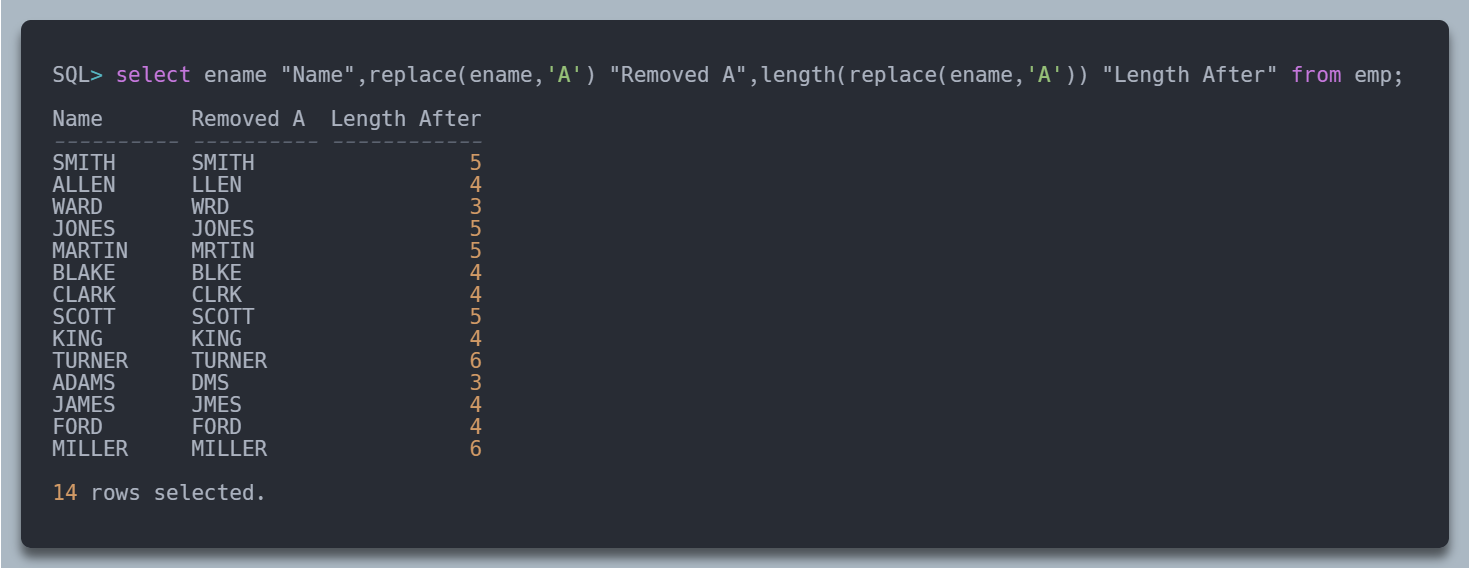 SQL> select ename "Name",replace(ename,'A') "Removed A",length(replace(ename,'A')) "Length After" from emp;
Name       Removed A  Length After
---------- ---------- ------------
SMITH      SMITH                 5
ALLEN      LLEN                  4
WARD       WRD                   3
JONES      JONES                 5
MARTIN     MRTIN                 5
BLAKE      BLKE                  4
CLARK      CLRK                  4
SCOTT      SCOTT                 5
KING       KING                  4
TURNER     TURNER                6
ADAMS      DMS                   3
JAMES      JMES                  4
FORD       FORD                  4
MILLER     MILLER                6
14 rows selected.